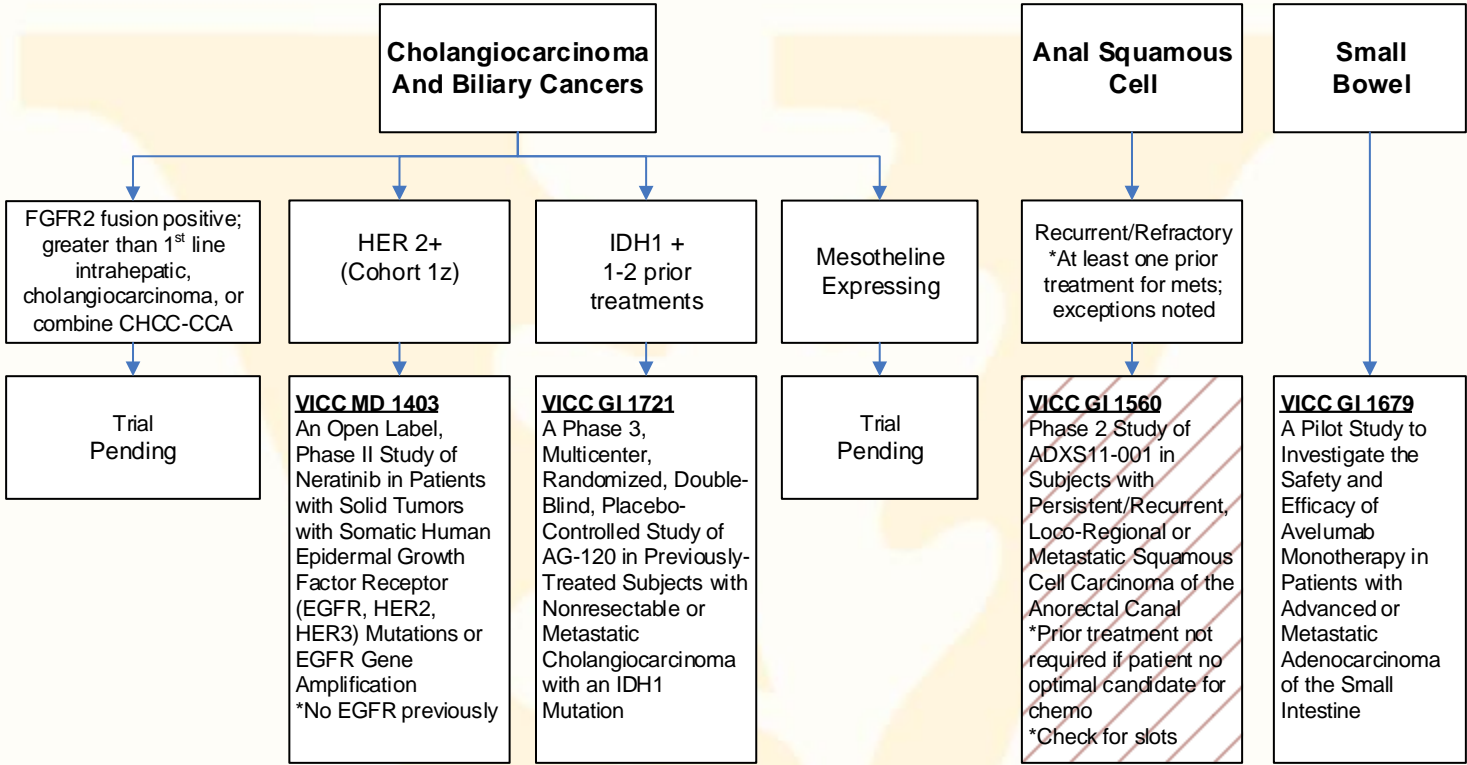 Cholangiocarcinoma
And Biliary Cancers
Anal Squamous
Cell
Small
Bowel
FGFR2 fusion positive;
greater than 1st line
intrahepatic,
cholangiocarcinoma, or
combine CHCC-CCA
HER 2+
(Cohort 1z)
IDH1 +
1-2 prior
treatments
Mesotheline
Expressing
Recurrent/Refractory
*At least one prior
treatment for mets;
exceptions noted
Trial
Pending
VICC MD 1403
An Open Label,
Phase II Study of
Neratinib in Patients
with Solid Tumors
with Somatic Human
Epidermal Growth
Factor Receptor
(EGFR, HER2,
HER3) Mutations or
EGFR Gene
Amplification
*No EGFR previously
VICC GI 1721
A Phase 3,
Multicenter,
Randomized, Double-
Blind, Placebo-
Controlled Study of
AG-120 in Previously-
Treated Subjects with
Nonresectable or
Metastatic
Cholangiocarcinoma
with an IDH1
Mutation
Trial
Pending
VICC GI 1560
Phase 2 Study of
ADXS11-001 in
Subjects with
Persistent/Recurrent,
Loco-Regional or
Metastatic Squamous
Cell Carcinoma of the
Anorectal Canal
*Prior treatment not
required if patient no
optimal candidate for
chemo
*Check for slots
VICC GI 1679
A Pilot Study to
Investigate the
Safety and
Efficacy of
Avelumab
Monotherapy in
Patients with
Advanced or
Metastatic
Adenocarcinoma
of the Small
Intestine